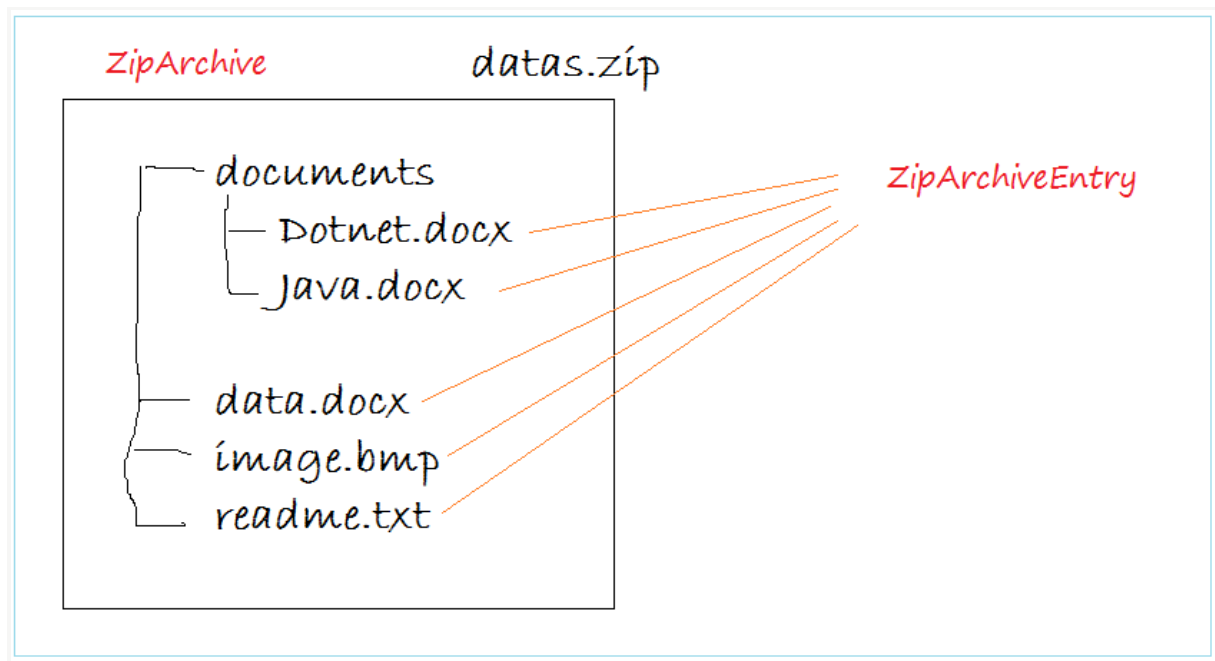 ZipArchive datas.zip
documents
ZipArchiveEntry
Dotnet.docx
Java.docx
data.docx
image.bmp
readme.txt